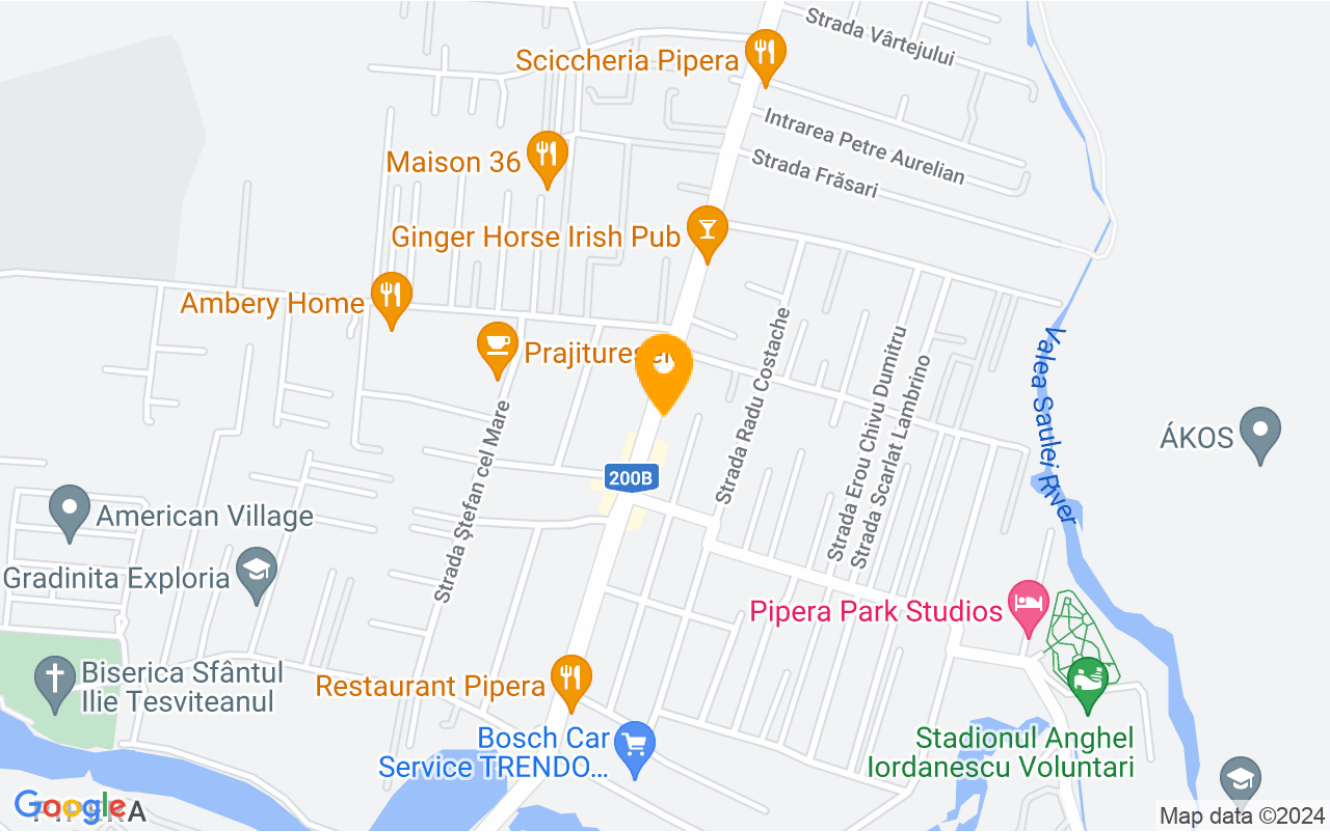 Strada Vârtejului
Sciccheria Pipera
Intrarea Petre Aurelian
Maison 36
Strada Frăsari
Ginger Horse Irish Pub
Ambery Home
Strada Radu Costache
Strada Erou Chivu Dumitru
Strada Scarlat Lambrino
Valea Saulei River
Strada Ştefan cel Mare
ÁKOS
200B
American Village
Gradinita Exploria
Pipera Park Studios
Biserica Sfântul
Ilie Tesviteanul
Restaurant Pipera
Bosch Car
Service TRENDO...
Stadionul Anghel
Iordanescu Voluntari
Google
Map data ©2024